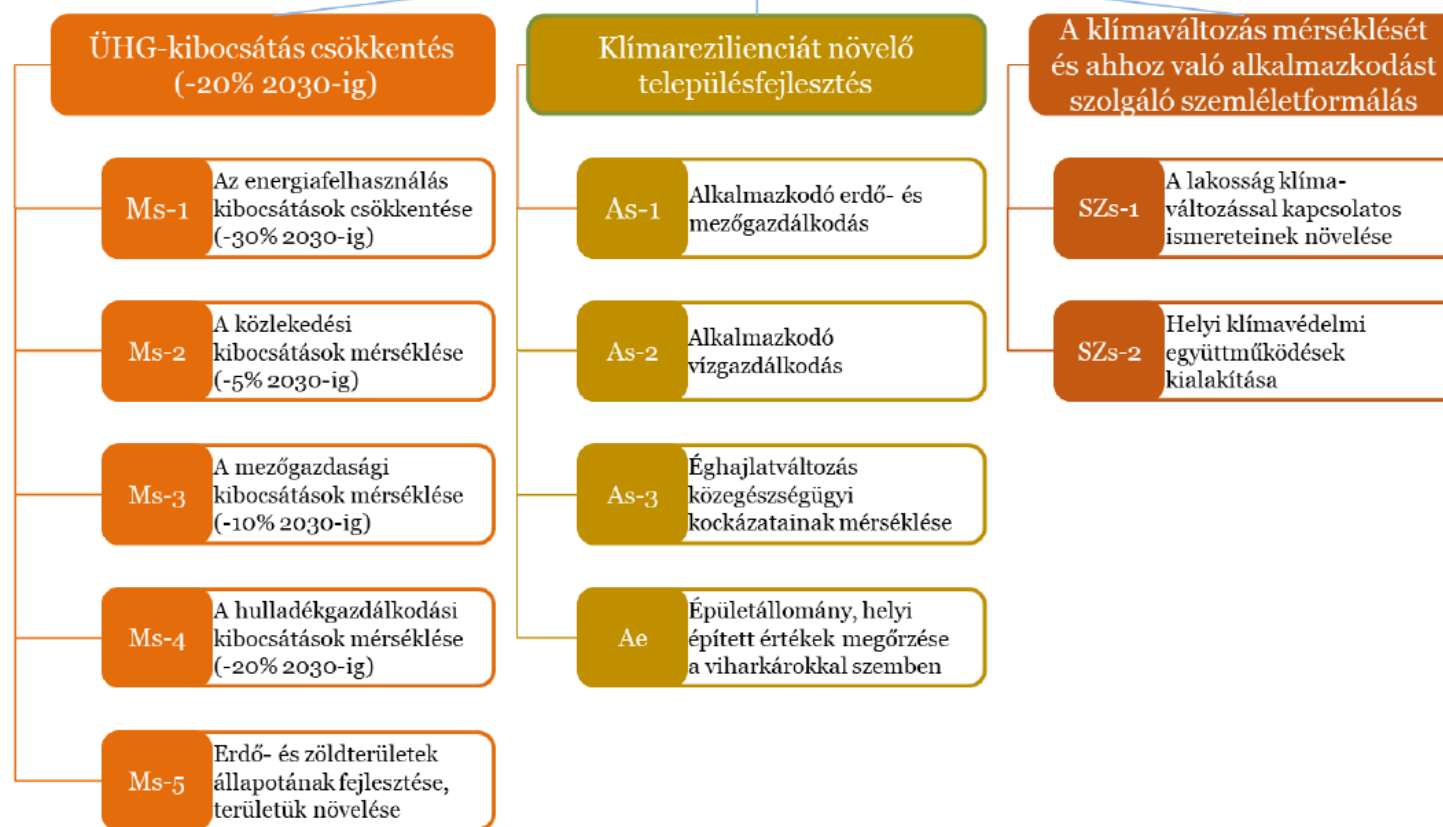 ÜHG-kibocsátás csökkentés
(-20% 2030-ig)
Ms-1
Az energiafelhasználás
kibocsátások csökkentése
(-30% 2030-ig)
Ms-2
A közlekedési
kibocsátások mérséklése
(-5% 2030-ig)
Ms-3
A mezőgazdasági
kibocsátások mérséklése
(-10% 2030-ig)
Ms-4
A hulladékgazdálkodási
kibocsátások mérséklése
(-20% 2030-ig)
Ms-5
Erdő- és zöldterületek
állapotának fejlesztése,
területük növelése
Klímarezilienciát növelő
településfejlesztés
As-1
Alkalmazkodó erdő- és
mezőgazdálkodás
As-2
Alkalmazkodó
vízgazdálkodás
As-3
Éghajlatváltozás
közegészségügyi
kockázatainak mérséklése
Ae
Épületállomány, helyi
épített értékek megőrzése
a viharkárokkal szemben
A klímaváltozás mérséklését
és ahhoz való alkalmazkodást
szolgáló szemléletformálás
SZs-1
A lakosság klíma-
változással kapcsolatos
ismereteinek növelése
SZs-2
Helyi klímavédelmi
együttműködések
kialakítása